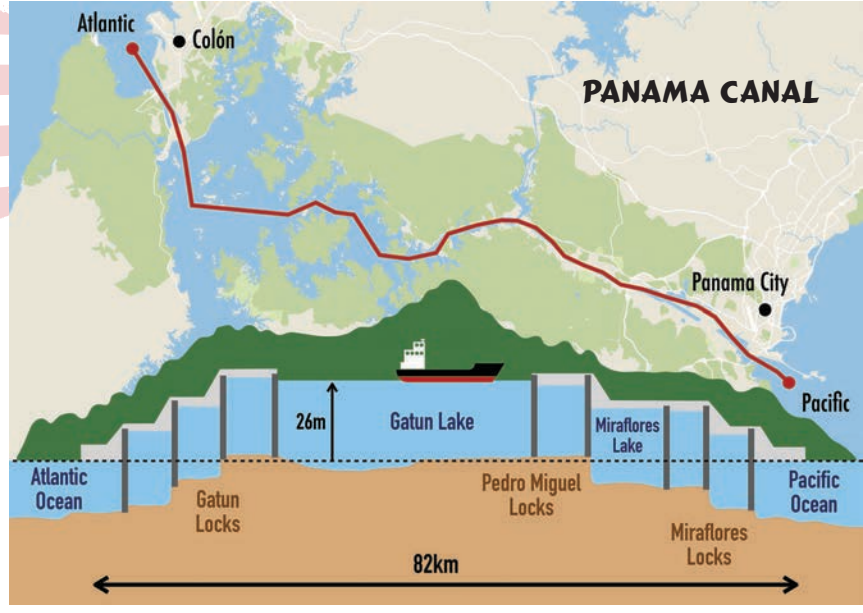 Atlantic
Colón
PANAMA CANAL
Panama City
Pacific
26m
Gatun Lake
Miraflores
Lake
Atlantic
Ocean
Gatun
Locks
Pedro Miguel
Locks
Miraflores
Locks
Pacific
Ocean
82km